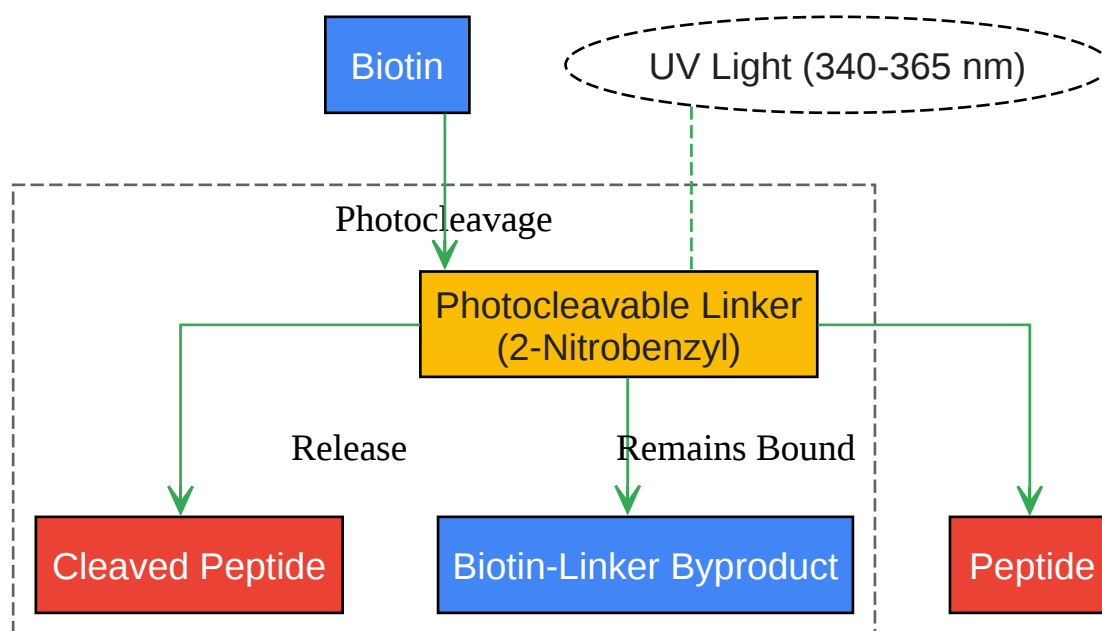 Biotin
UV Light (340-365 nm)
Photocleavage
Photocleavable Linker
(2-Nitrobenzyl)
Release
Remains Bound
Cleaved Peptide
Biotin-Linker Byproduct
Peptide